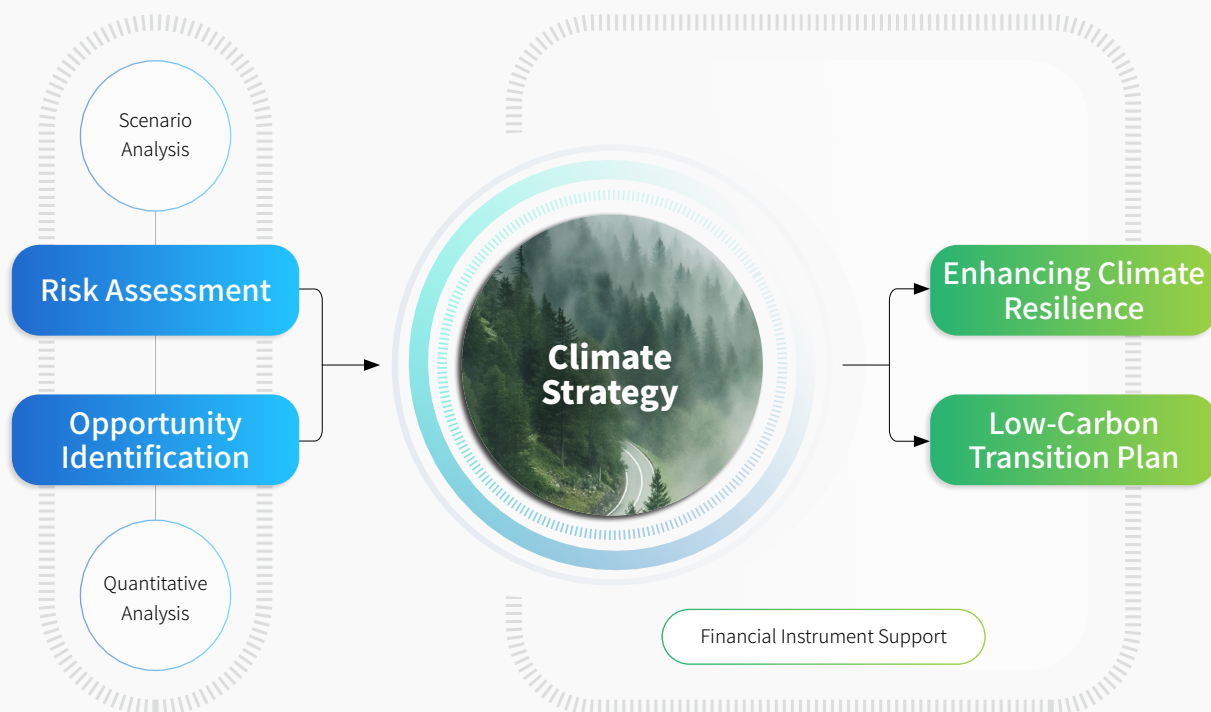 Scenario
Analysis
Risk Assessment
Opportunity
Identification
Quantitative
Analysis
Climate
Strategy
Enhancing Climate
Resilience
Low-Carbon
Transition Plan
Financial Instrument Support